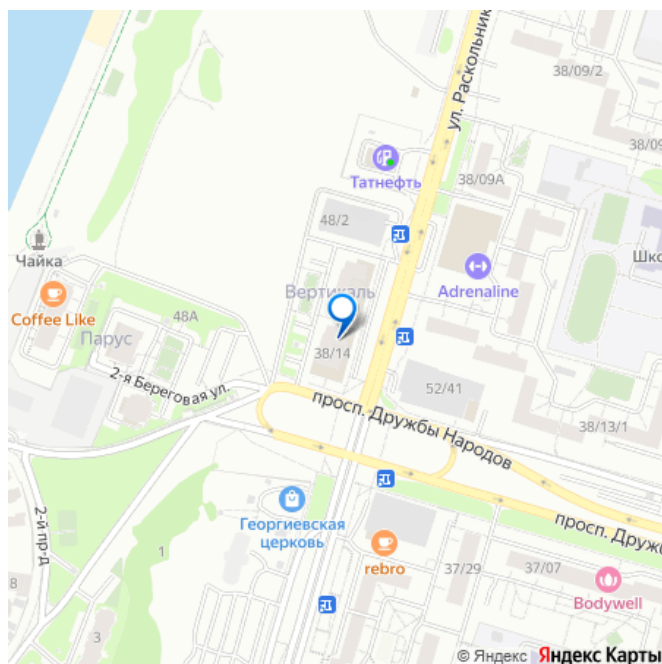 38/09/2
ул. Раскольник
38/09
Татнефть
38/09А
48/2
Шко
Чайка
Вертикаль
Adrenaline
Coffee Like
48А
Парус
38/14
2-я Береговая ул.
52/41
просп. Дружбы Народов
38/13/1
2-й пр-д
Георгиевская
церковь
просп. Друж
1
rebro
37/29
37/07
8
Bodywell
3
© Яндекс Яндекс Карты